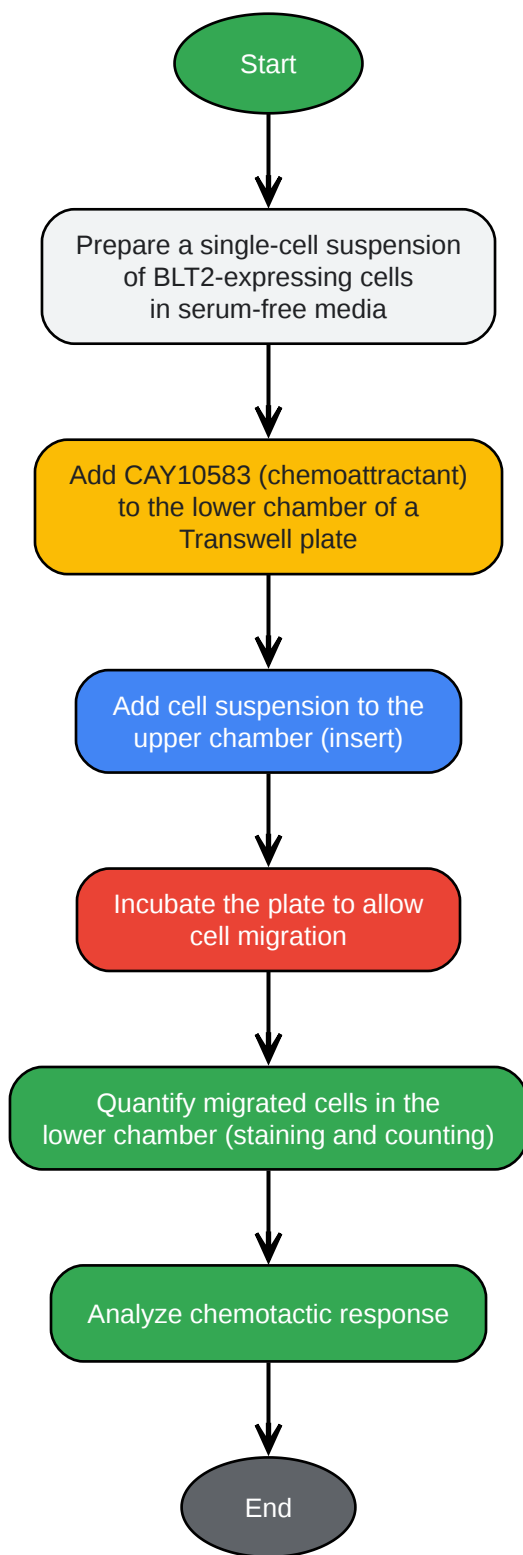 Start
Prepare a single-cell suspension
of BLT2-expressing cells
in serum-free media
Add CAY10583 (chemoattractant)
to the lower chamber of a
Transwell plate
Add cell suspension to the
upper chamber (insert)
Incubate the plate to allow
cell migration
Quantify migrated cells in the
lower chamber (staining and counting)
Analyze chemotactic response
End